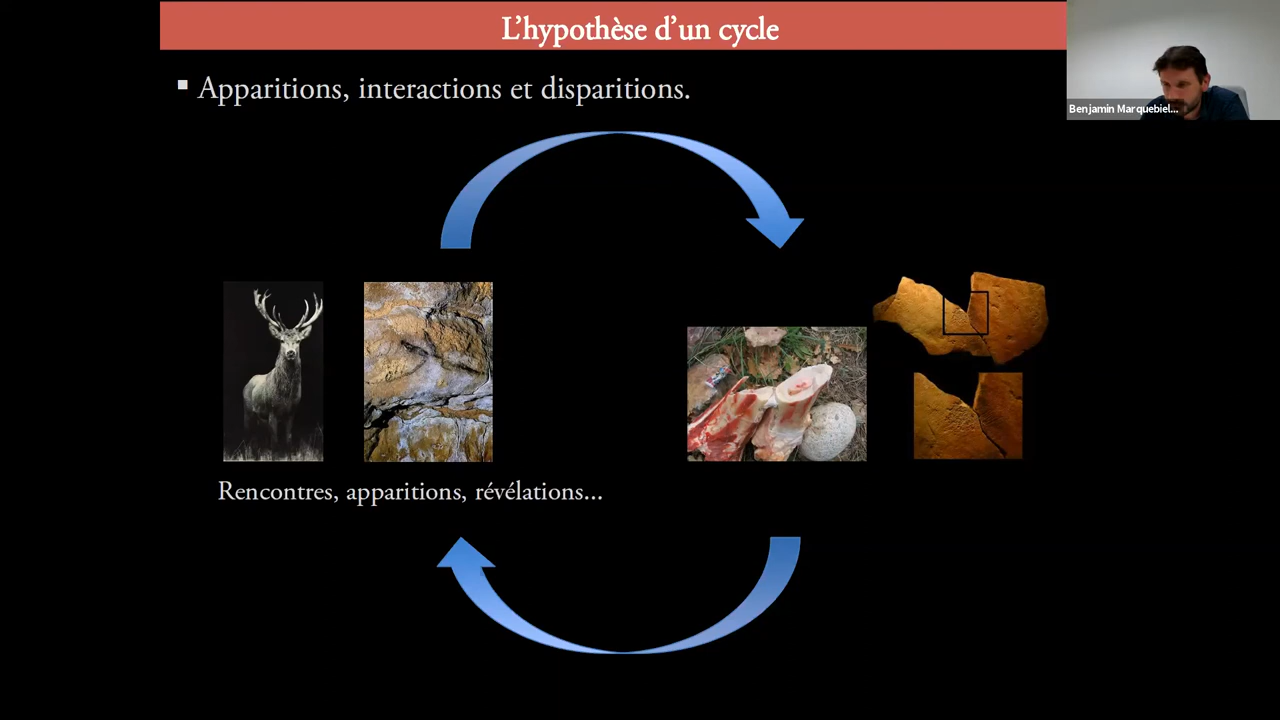 L'hypothèse d'un cycle
Benjamin Marquebiel...
▪ Apparitions, interactions et disparitions.
Rencontres, apparitions, révélations...